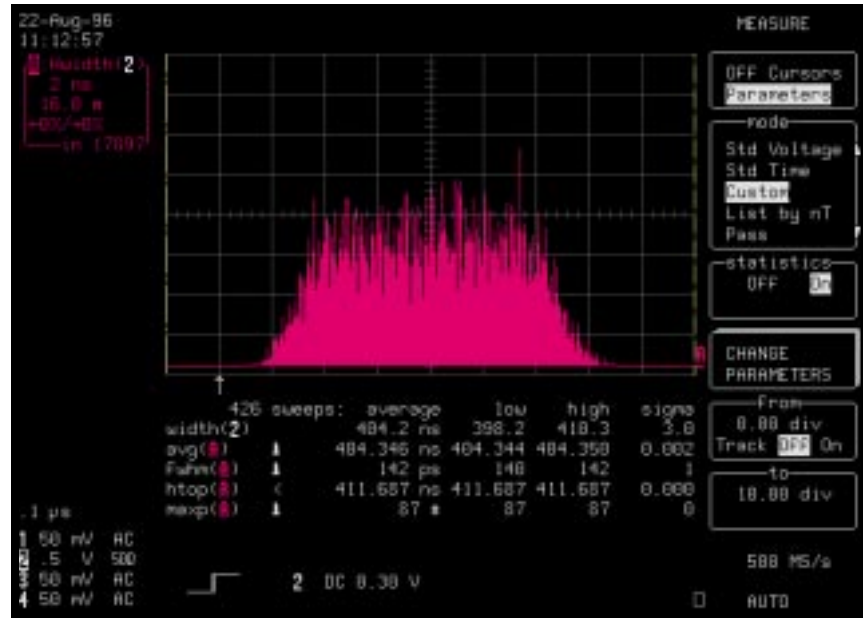 22-Aug-96
11:12:57
MEASURE
A Hwidth(2)
2 ns
16.0 m
OFF Cursors
Parameters
mode
Std Voltage
Std Time
Custom
List by nT
Pass
statistics
OFF On
CHANGE
PARAMETERS
From
0.00 div
Track OFF On
to
10.00 div
426 sweeps: average low high sigma
width(2) 404.2 ns 398.2 410.3 3.0
avg(A) 404.346 ns 404.344 404.350 0.002
fwhm(A) 142 ps 140 142 1
htop(A) < 411.687 ns 411.687 411.687 0.000
maxp(A) 87 # 87 87 0
.1 µs
1 50 mV AC
2 .5 V 50Ω
3 50 mV AC
4 50 mV AC
2 DC 0.30 V
500 MS/s
AUTO